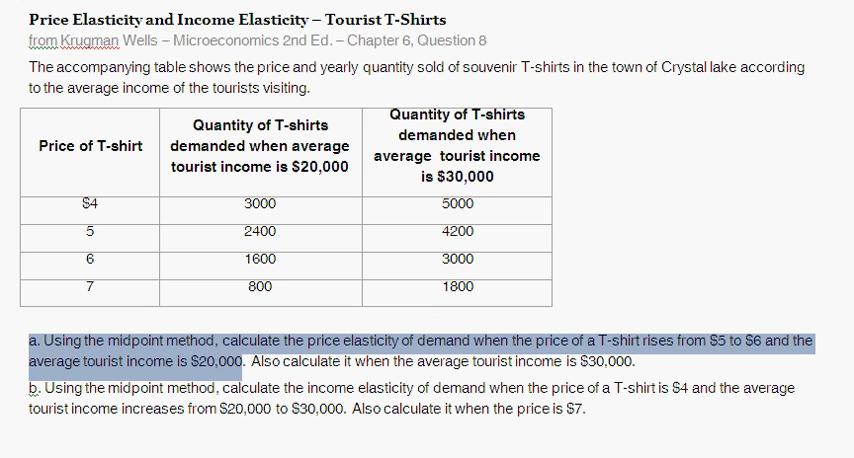 Price Elasticity and Income Elasticity – Tourist T-Shirts
from Krugman Wells – Microeconomics 2nd Ed. – Chapter 6, Question 8
The accompanying table shows the price and yearly quantity sold of souvenir T-shirts in the town of Crystal lake according
to the average income of the tourists visiting.
Price of T-shirt
Quantity of T-shirts
demanded when average
tourist income is $20,000
Quantity of T-shirts
demanded when
average tourist income
is $30,000
$4 3000 5000
5 2400 4200
6 1600 3000
7 800 1800
a. Using the midpoint method, calculate the price elasticity of demand when the price of a T-shirt rises from $5 to $6 and the
average tourist income is $20,000. Also calculate it when the average tourist income is $30,000.
b. Using the midpoint method, calculate the income elasticity of demand when the price of a T-shirt is $4 and the average
tourist income increases from $20,000 to $30,000. Also calculate it when the price is $7.